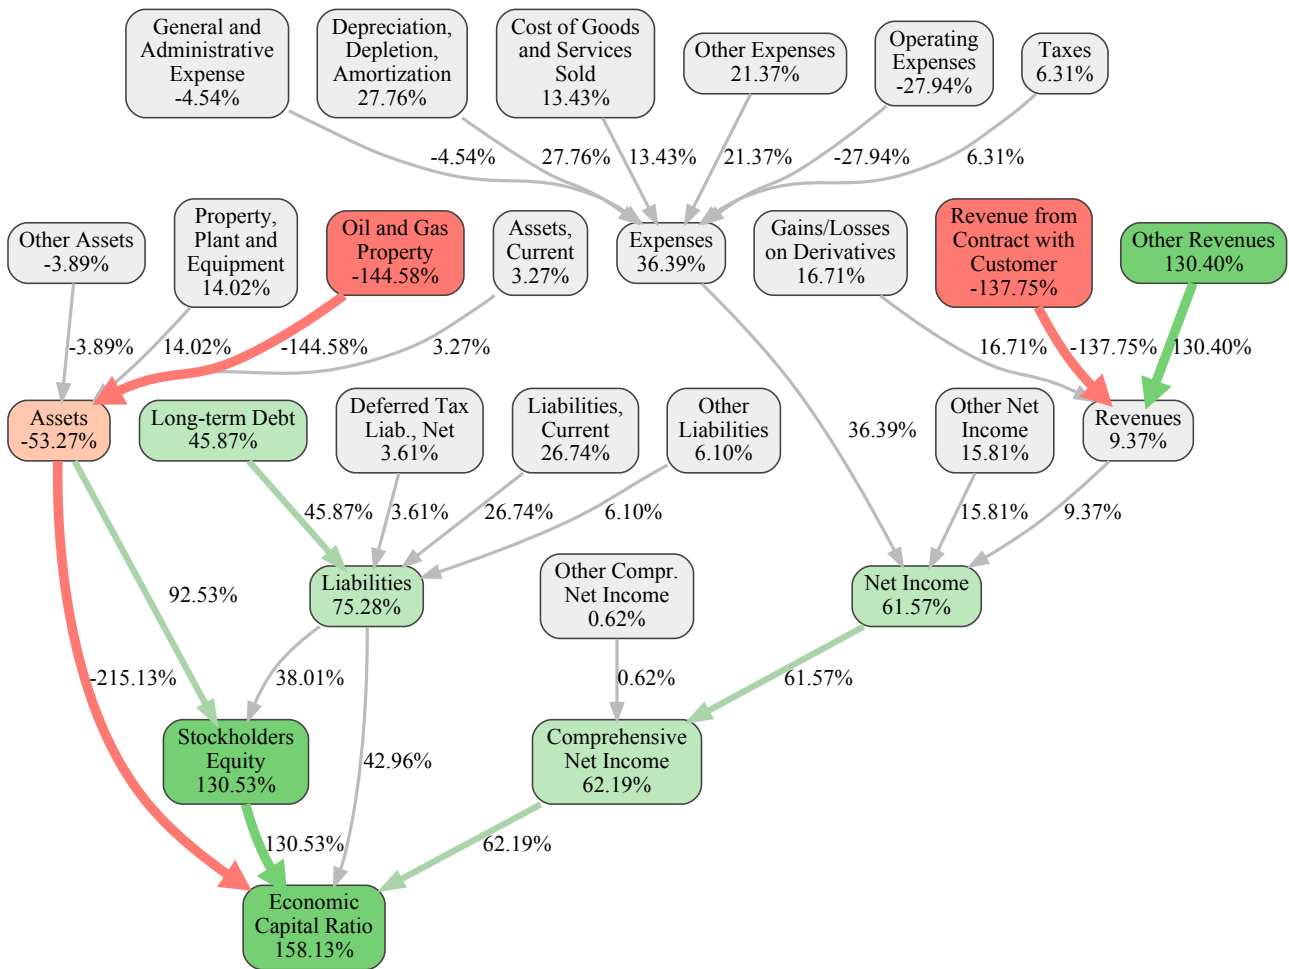 General and
Administrative
Expense
-4.54%
Depreciation,
Depletion,
Amortization
27.76%
Cost of Goods
and Services
Sold
13.43%
Other Expenses
21.37%
Operating
Expenses
-27.94%
Taxes
6.31%
-4.54%
27.76%
13.43%
21.37%
-27.94%
6.31%
Other Assets
-3.89%
Property,
Plant and
Equipment
14.02%
Oil and Gas
Property
-144.58%
Assets,
Current
3.27%
Expenses
36.39%
Gains/Losses
on Derivatives
16.71%
Revenue from
Contract with
Customer
-137.75%
Other Revenues
130.40%
-3.89%
14.02%
-144.58%
3.27%
16.71%
-137.75%
130.40%
Assets
-53.27%
Long-term Debt
45.87%
Deferred Tax
Liab., Net
3.61%
Liabilities,
Current
26.74%
Other
Liabilities
6.10%
36.39%
Other Net
Income
15.81%
Revenues
9.37%
45.87%
3.61%
26.74%
6.10%
15.81%
9.37%
92.53%
Liabilities
75.28%
Other Compr.
Net Income
0.62%
Net Income
61.57%
-215.13%
38.01%
0.62%
61.57%
Stockholders
Equity
130.53%
42.96%
Comprehensive
Net Income
62.19%
130.53%
62.19%
Economic
Capital Ratio
158.13%